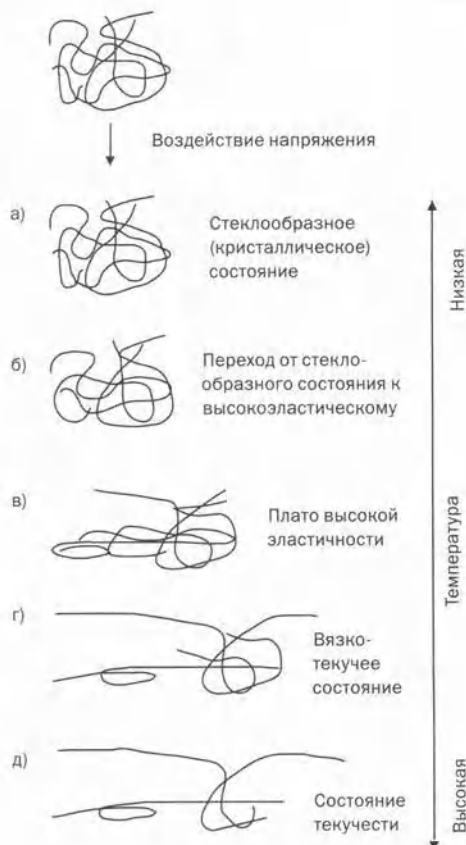 Воздействие напряжения
а)
Стеклообразное
(кристаллическое)
состояние
б)
Переход от стекло-
образного состояния к
высокоэластическому
в)
Плато высокой
эластичности
г)
Вязко-
текучее
состояние
д)
Состояние
текучести
Низкая
Температура
Высокая